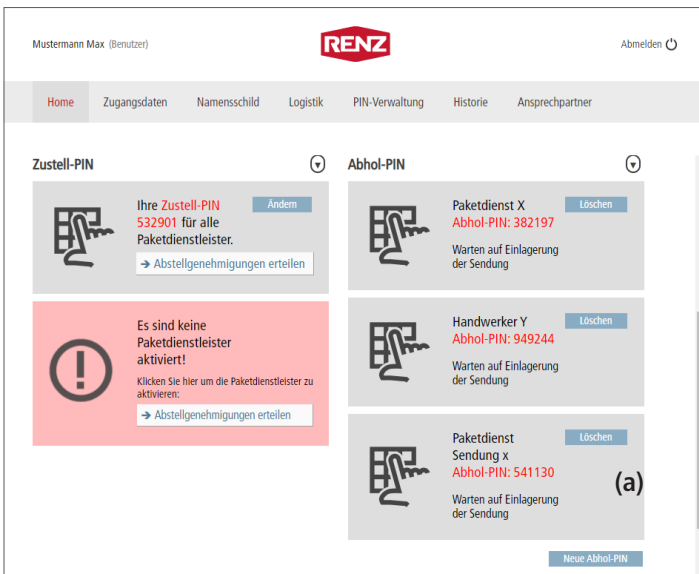 Mustermann Max (Benutzer)
RENZ
Abmelden
Home Zugangsdaten Namensschild Logistik PIN-Verwaltung Historie Ansprechpartner
Zustell-PIN
Ihre Zustell-PIN
532901 für alle
Paketdienstleister.
Ändern
➔ Abstellgenehmigungen erteilen
Es sind keine
Paketdienstleister
aktiviert!
Klicken Sie hier um die Paketdienstleister zu
aktivieren:
➔ Abstellgenehmigungen erteilen
Abhol-PIN
Paketdienst X
Abhol-PIN: 382197
Warten auf Einlagerung
der Sendung
Löschen
Handwerker Y
Abhol-PIN: 949244
Warten auf Einlagerung
der Sendung
Löschen
Paketdienst
Sendung x
Abhol-PIN: 541130
Warten auf Einlagerung
der Sendung
Löschen
(a)
Neue Abhol-PIN